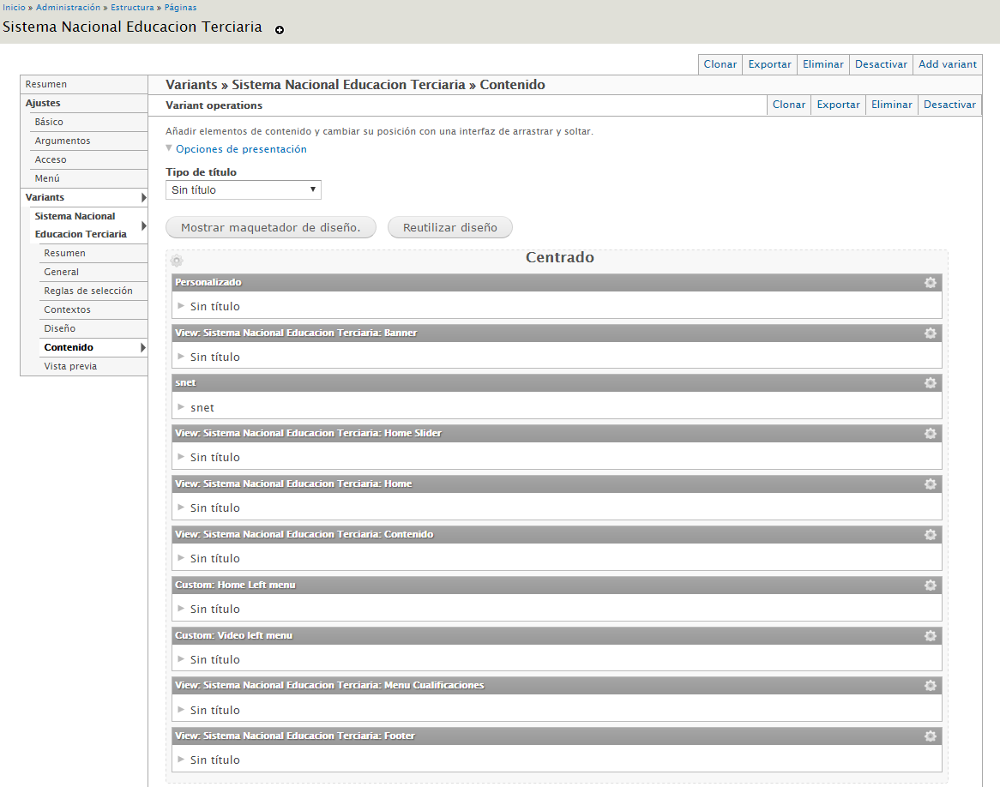 Inicio » Administración » Estructura » Páginas
Sistema Nacional Educacion Terciaria
Clonar Exportar Eliminar Desactivar Add variant
Resumen
Ajustes
Básico
Argumentos
Acceso
Menú
Variants
Sistema Nacional
Educacion Terciaria
Resumen
General
Reglas de selección
Contextos
Diseño
Contenido
Vista previa
Variants » Sistema Nacional Educacion Terciaria » Contenido
Variant operations
Clonar Exportar Eliminar Desactivar
Añadir elementos de contenido y cambiar su posición con una interfaz de arrastrar y soltar.
Opciones de presentación
Tipo de título
Sin título
Mostrar maquetador de diseño. Reutilizar diseño
Centrado
Personalizado
Sin título
View: Sistema Nacional Educacion Terciaria: Banner
Sin título
snet
snet
View: Sistema Nacional Educacion Terciaria: Home Slider
Sin título
View: Sistema Nacional Educacion Terciaria: Home
Sin título
View: Sistema Nacional Educacion Terciaria: Contenido
Sin título
Custom: Home Left menu
Sin título
Custom: Video left menu
Sin título
View: Sistema Nacional Educacion Terciaria: Menu Cualificaciones
Sin título
View: Sistema Nacional Educacion Terciaria: Footer
Sin título